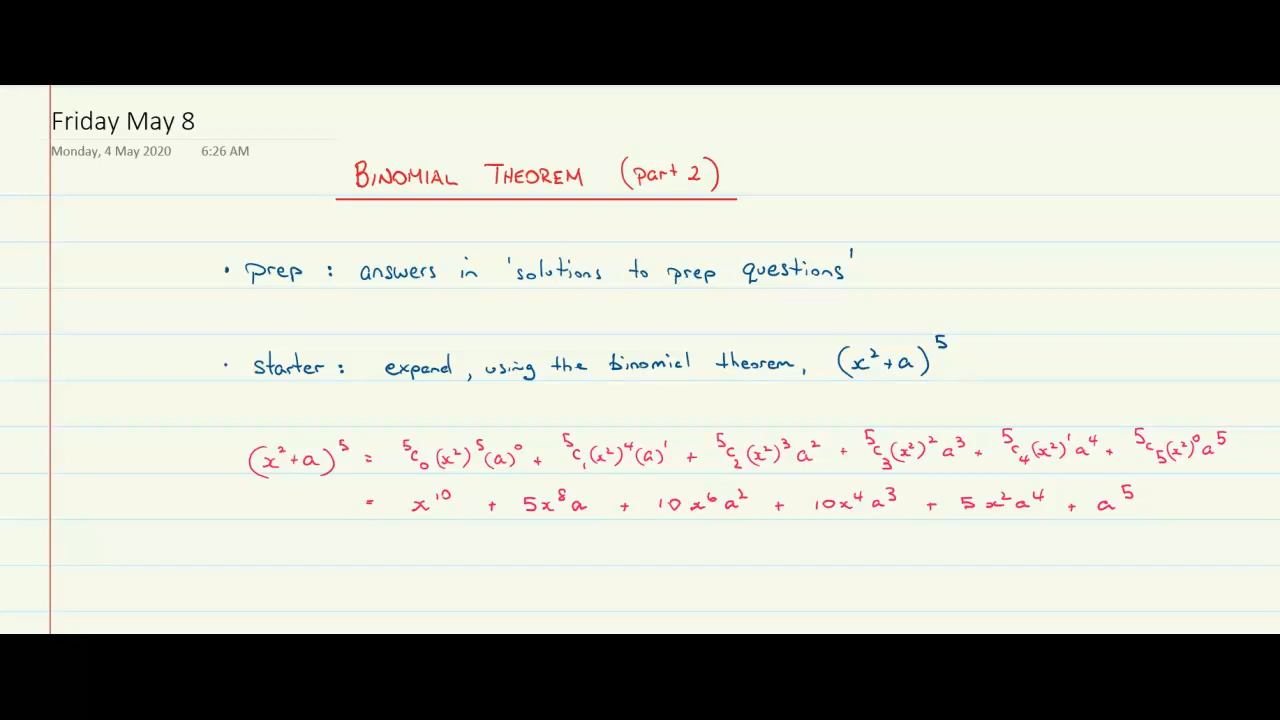 Friday May 8
Monday, 4 May 2020 6:26 AM
BINOMIAL THEOREM (part 2)
• prep : answers in 'solutions to prep questions'
• starter : expand, using the binomial theorem, (x² + a)⁵
(x² + a)⁵ = ⁵C₀(x²)⁵(a)⁰ + ⁵C₁(x²)⁴(a)¹ + ⁵C₂(x²)³a² + ⁵C₃(x²)²a³ + ⁵C₄(x²)¹a⁴ + ⁵C₅(x²)⁰a⁵
= x¹⁰ + 5x⁸a + 10x⁶a² + 10x⁴a³ + 5x²a⁴ + a⁵